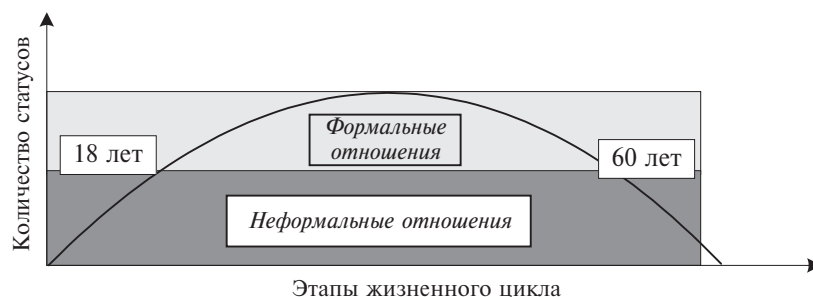 Количество статусов
Формальные
отношения
18 лет
60 лет
Неформальные отношения
Этапы жизненного цикла